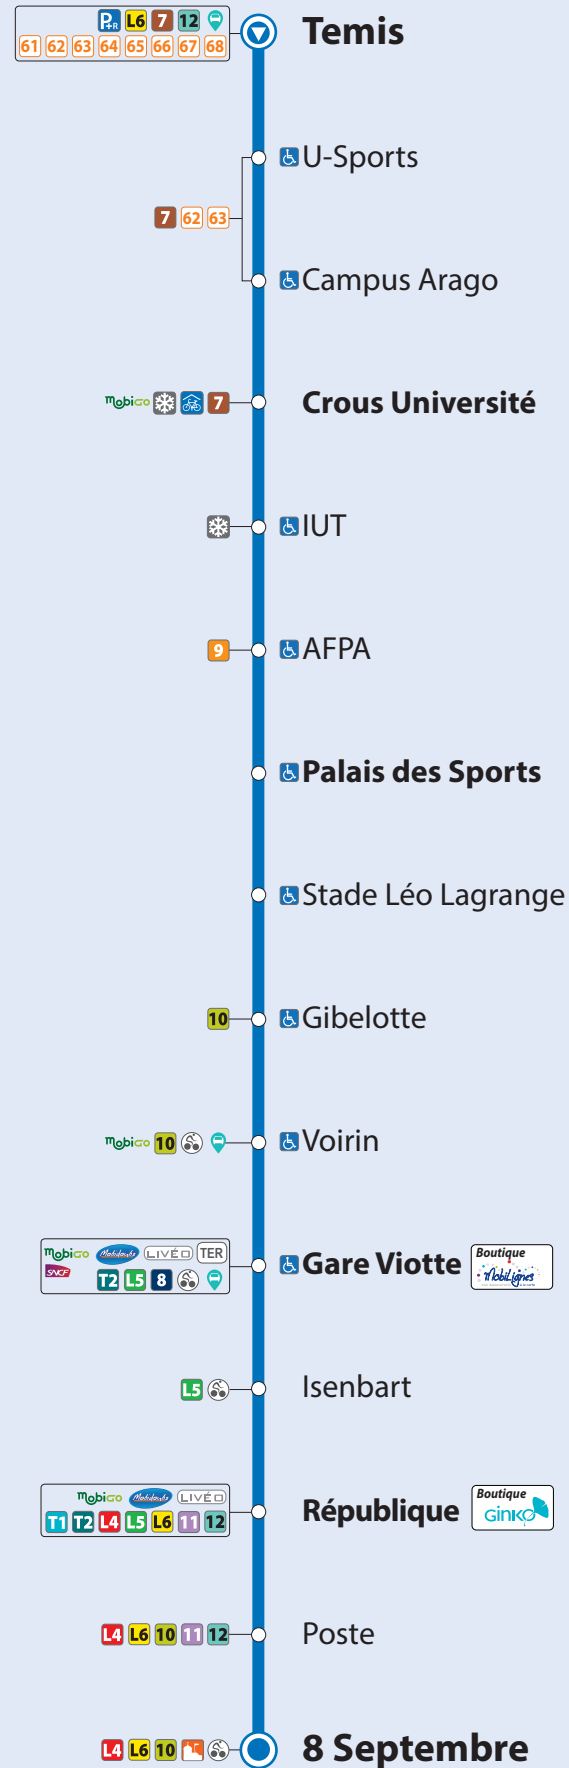 P+R L6 7 12
Temis
61 62 63 64 65 66 67 68
U-Sports
7 62 63
Campus Arago
mobiGO 7
Crous Université
IUT
9
AFPA
Palais des Sports
Stade Léo Lagrange
10
Gibelotte
mobiGO 10
Voirin
mobiGO Mobidoubs LIVÉO TER
SNCF T2 L5 8
Gare Viotte
Boutique
MobiLignes
L5
Isenbart
mobiGO Mobidoubs LIVÉO
T1 T2 L4 L5 L6 11 12
République
Boutique
GINKO
L4 L6 10 11 12
Poste
L4 L6 10
8 Septembre